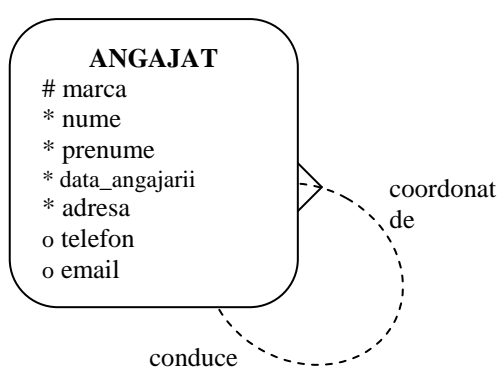 ANGAJAT
# marca
* nume
* prenume
* data_angajarii
* adresa
o telefon
o email
coordonat
de
conduce